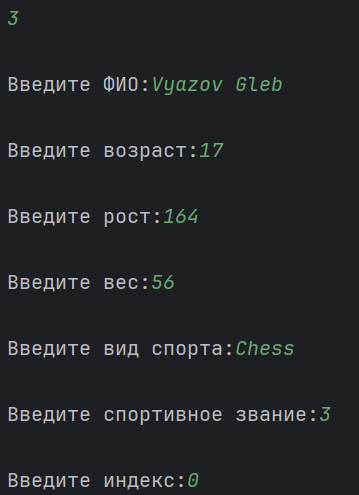 3
Введите ФИО:Vyazov Gleb
Введите возраст:17
Введите рост:164
Введите вес:56
Введите вид спорта:Chess
Введите спортивное звание:3
Введите индекс:0